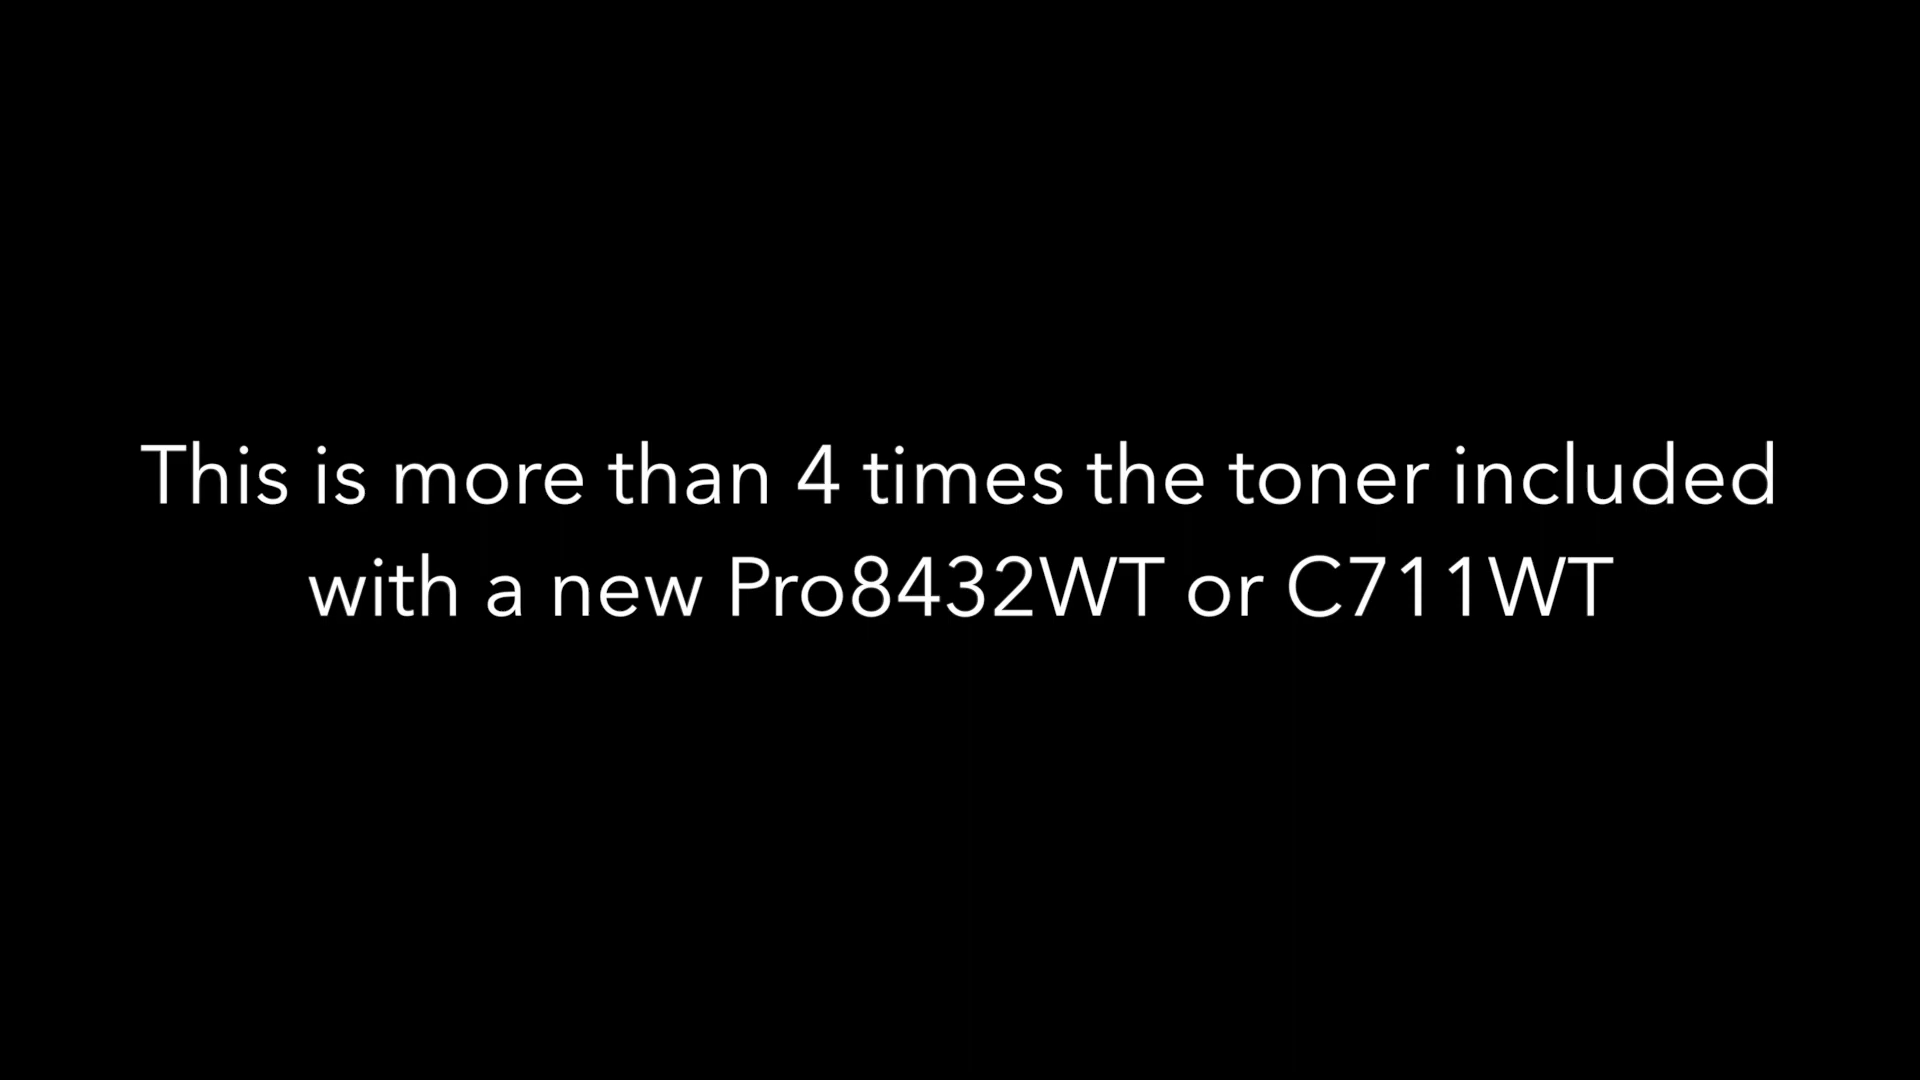 This is more than 4 times the toner included
with a new Pro8432WT or C711WT